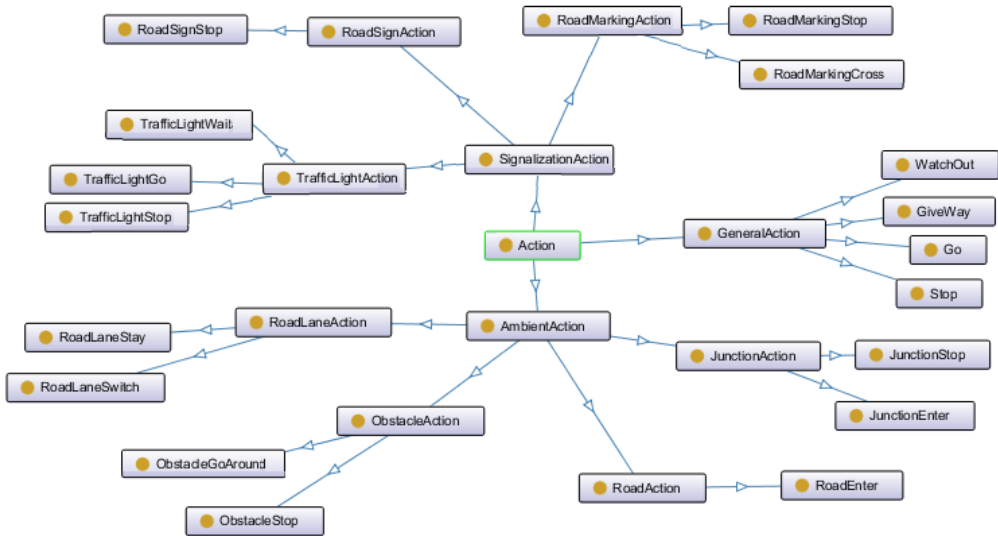 RoadMarkingAction
RoadMarkingStop
RoadSignStop
RoadSignAction
RoadMarkingCross
TrafficLightWait
SignalizationAction
WatchOut
TrafficLightGo
TrafficLightAction
TrafficLightStop
GiveWay
GeneralAction
Action
Go
Stop
RoadLaneAction
AmbientAction
RoadLaneStay
JunctionAction
JunctionStop
RoadLaneSwitch
ObstacleAction
JunctionEnter
ObstacleGoAround
RoadAction
RoadEnter
ObstacleStop